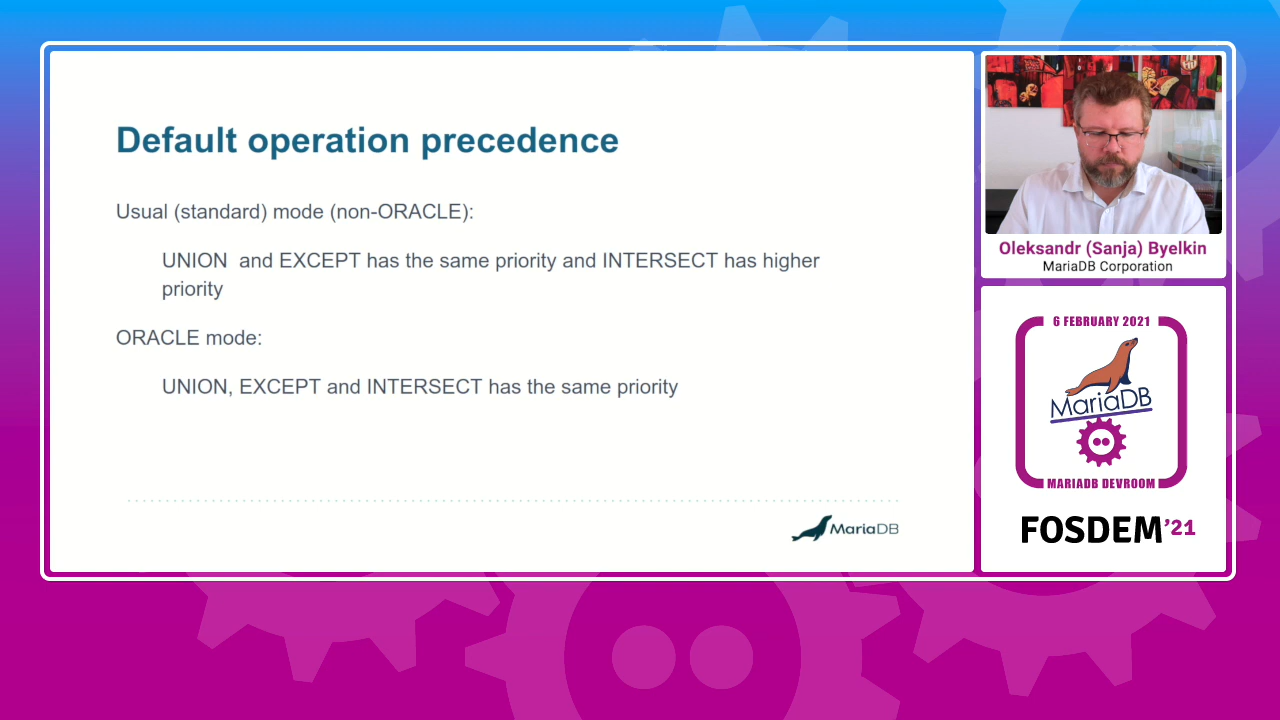 Default operation precedence
Usual (standard) mode (non-ORACLE):
UNION and EXCEPT has the same priority and INTERSECT has higher
priority
ORACLE mode:
UNION, EXCEPT and INTERSECT has the same priority
MariaDB
Oleksandr (Sanja) Byelkin
MariaDB Corporation
6 FEBRUARY 2021
MariaDB
MARIADB DEVROOM
FOSDEM'21